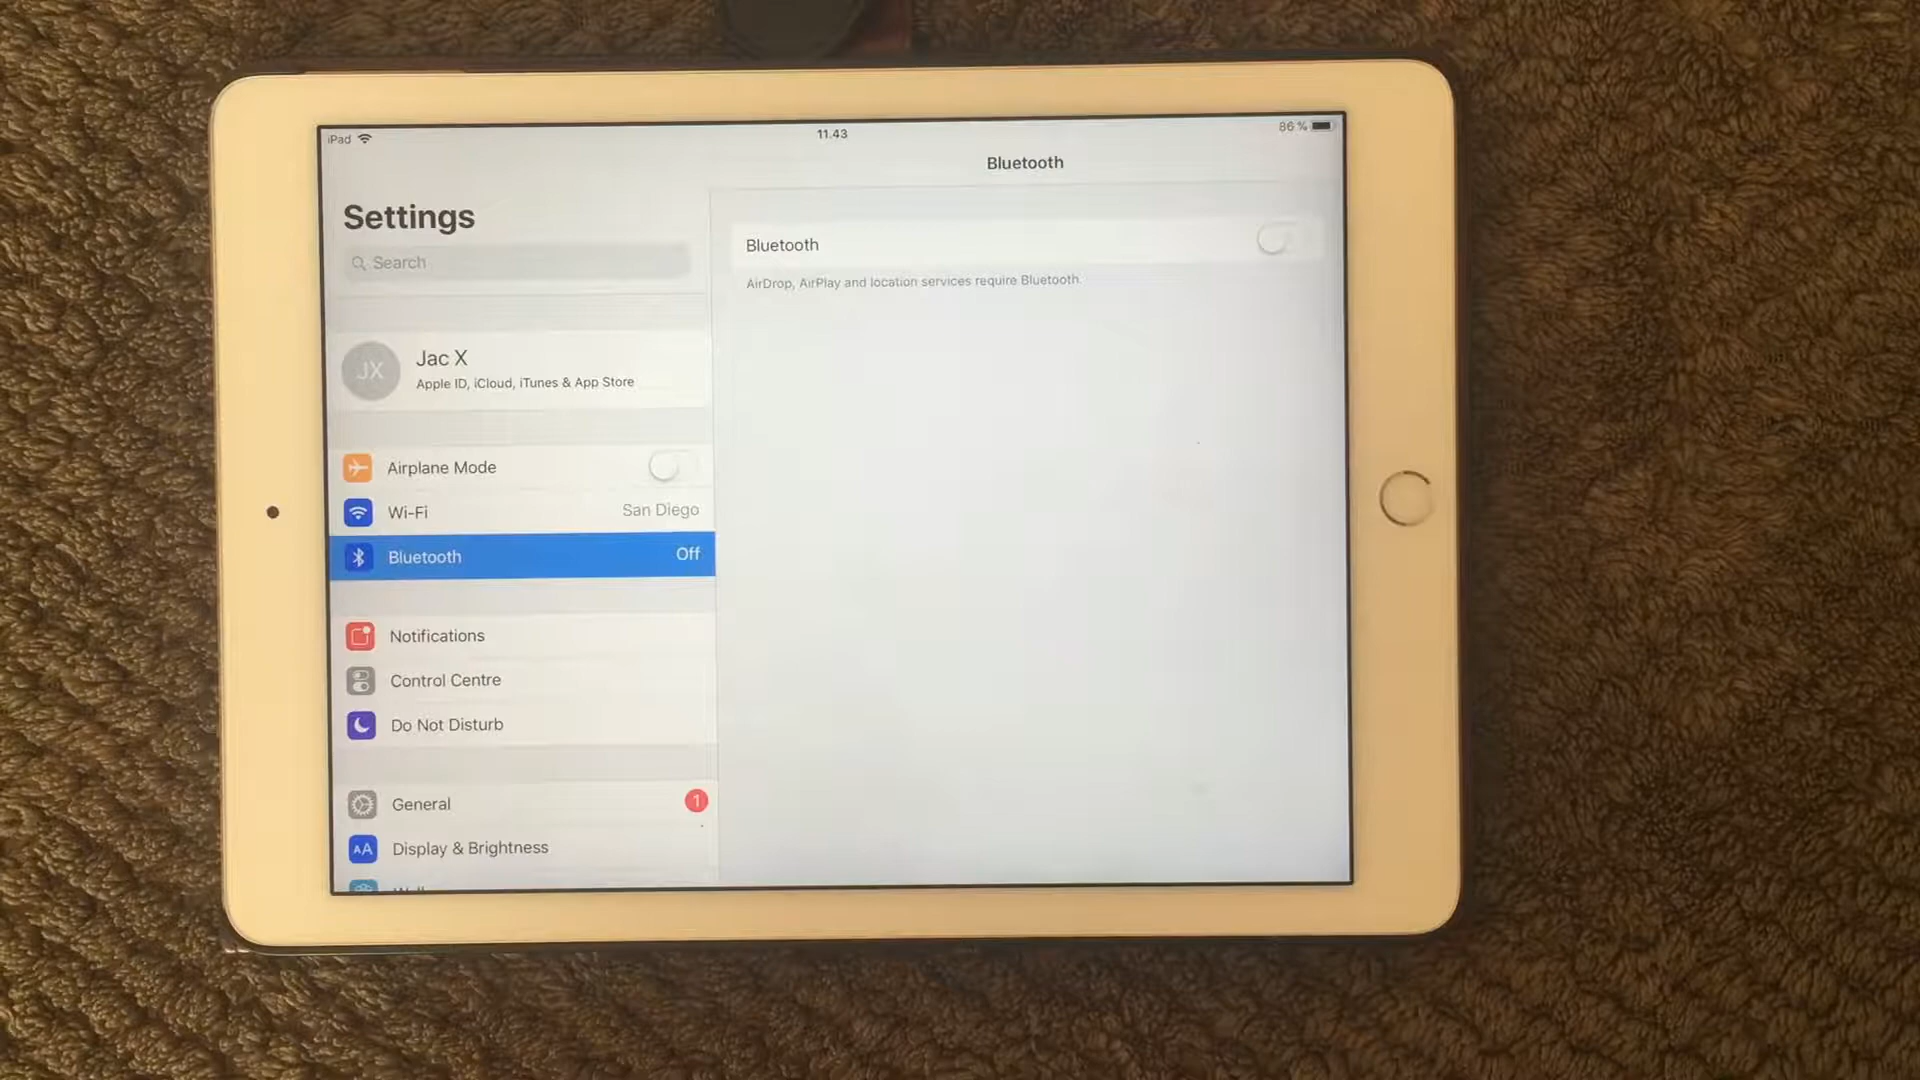 iPad
11.43
86 %
Bluetooth
Settings
Search
Bluetooth
AirDrop, AirPlay and location services require Bluetooth.
JX
Jac X
Apple ID, iCloud, iTunes & App Store
Airplane Mode
Wi-Fi San Diego
Bluetooth Off
Notifications
Control Centre
Do Not Disturb
General 1
AA Display & Brightness